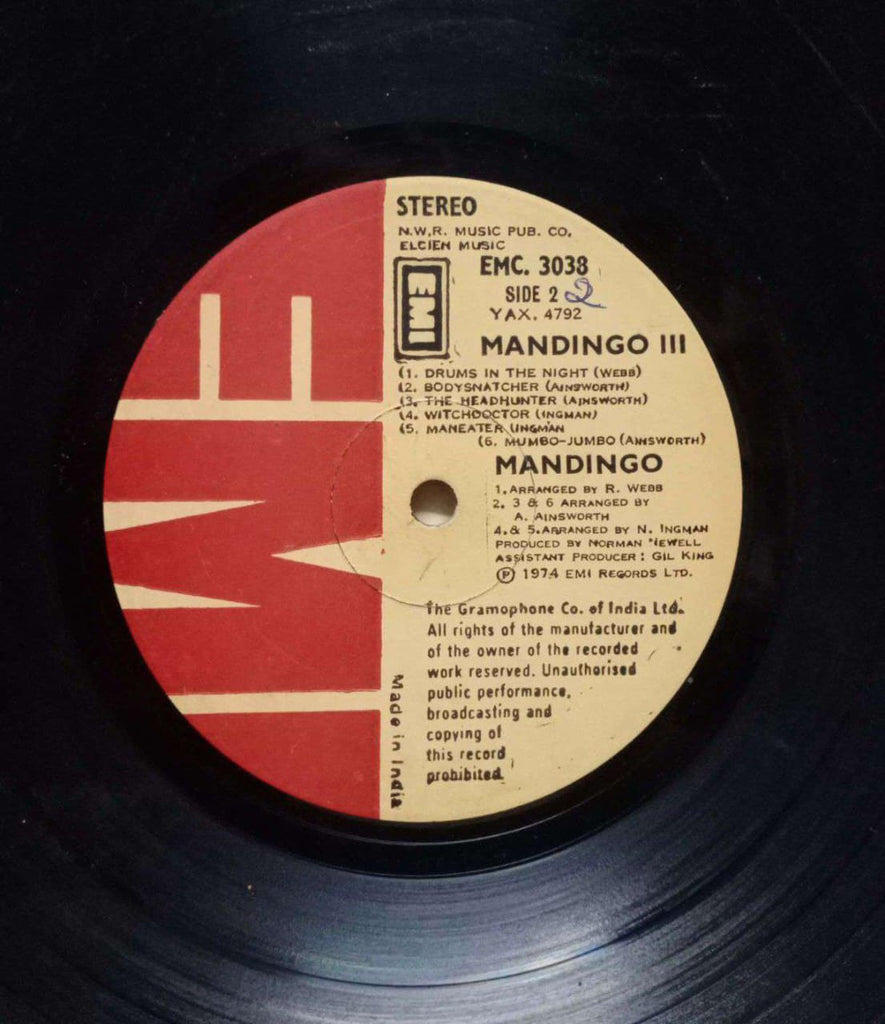 STEREO
N.W.R. MUSIC PUB. CO,
ELCIEN MUSIC
EMI
EMC. 3038
SIDE 2 2
YAX. 4792
MANDINGO III
(1. DRUMS IN THE NIGHT (WEBB)
(2. BODYSNATCHER (AINSWORTH)
(3. THE HEADHUNTER (AINSWORTH)
(4. WITCHDOCTOR (INGMAN)
(5. MANEATER (INGMAN
(6. MUMBO-JUMBO (AINSWORTH)
MANDINGO
1. ARRANGED BY R. WEBB
2. 3 & 6 ARRANGED BY
A. AINSWORTH
4. & 5. ARRANGED BY N. INGMAN
PRODUCED BY NORMAN NEWELL
ASSISTANT PRODUCER: GIL KING
Ⓟ 1974 EMI RECORDS LTD.
The Gramophone Co. of India Ltd.
All rights of the manufacturer and
of the owner of the recorded
work reserved. Unauthorised
public performance,
broadcasting and
copying of
this record
prohibited.
Made in India
EMI